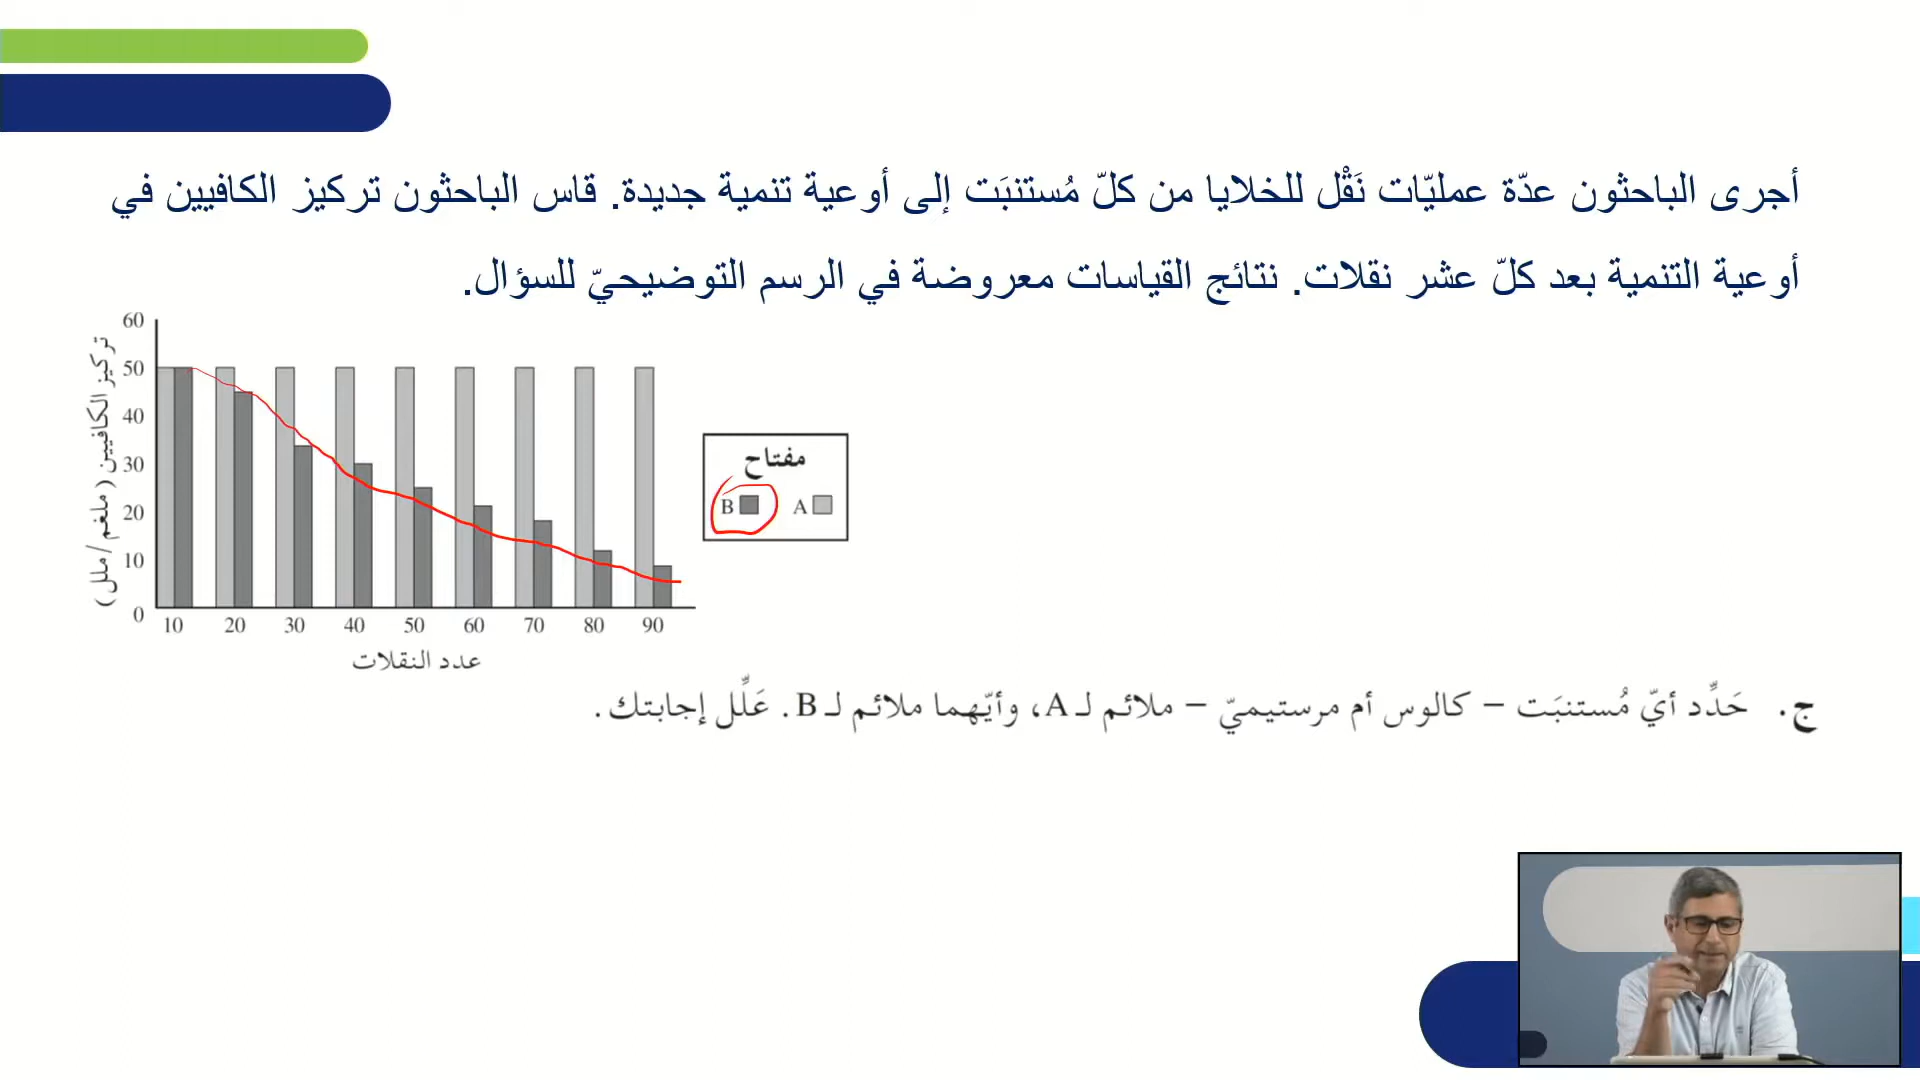 أجرى الباحثون عدّة عمليّات نَقْل للخلايا من كلّ مُستنبَت إلى أوعية تنمية جديدة. قاس الباحثون تركيز الكافيين في
أوعية التنمية بعد كلّ عشر نقلات. نتائج القياسات معروضة في الرسم التوضيحيّ للسؤال.
تركيز الكافيين (ملغم/ملل)
60
50
40
30
20
10
0
10 20 30 40 50 60 70 80 90
عدد النقلات
مفتاح
A B
ج. حَدِّد أيّ مُستنبَت – كالوس أم مرستيميّ – ملائم لـ A، وأيّهما ملائم لـ B. عَلِّل إجابتك.